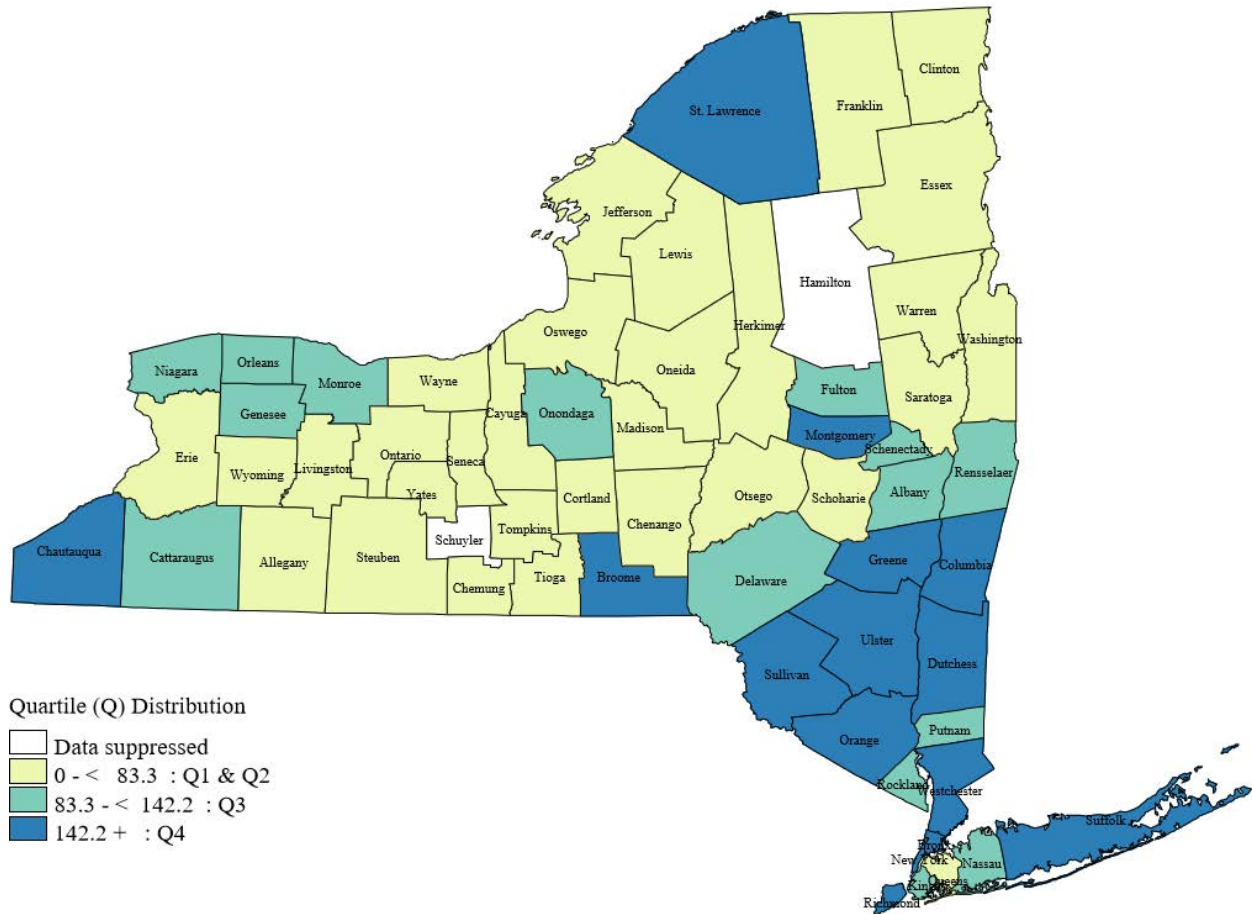 Clinton
Franklin
St. Lawrence
Essex
Jefferson
Lewis
Hamilton
Warren
Herkimer
Oswego
Washington
Oneida
Orleans
Niagara
Wayne
Monroe
Fulton
Saratoga
Cayuga
Onondaga
Genesee
Madison
Montgomery
Schenectady
Ontario
Erie
Seneca
Livingston
Wyoming
Rensselaer
Albany
Yates
Cortland
Otsego
Schoharie
Chenango
Tompkins
Schuyler
Chautauqua
Cattaraugus
Allegany
Steuben
Greene
Columbia
Broome
Tioga
Delaware
Chemung
Ulster
Dutchess
Sullivan
Putnam
Orange
Rockland
Westchester
Suffolk
Bronx
New York
Nassau
Queens
Kings
Richmond
Quartile (Q) Distribution
Data suppressed
0 - < 83.3 : Q1 & Q2
83.3 - < 142.2 : Q3
142.2 + : Q4